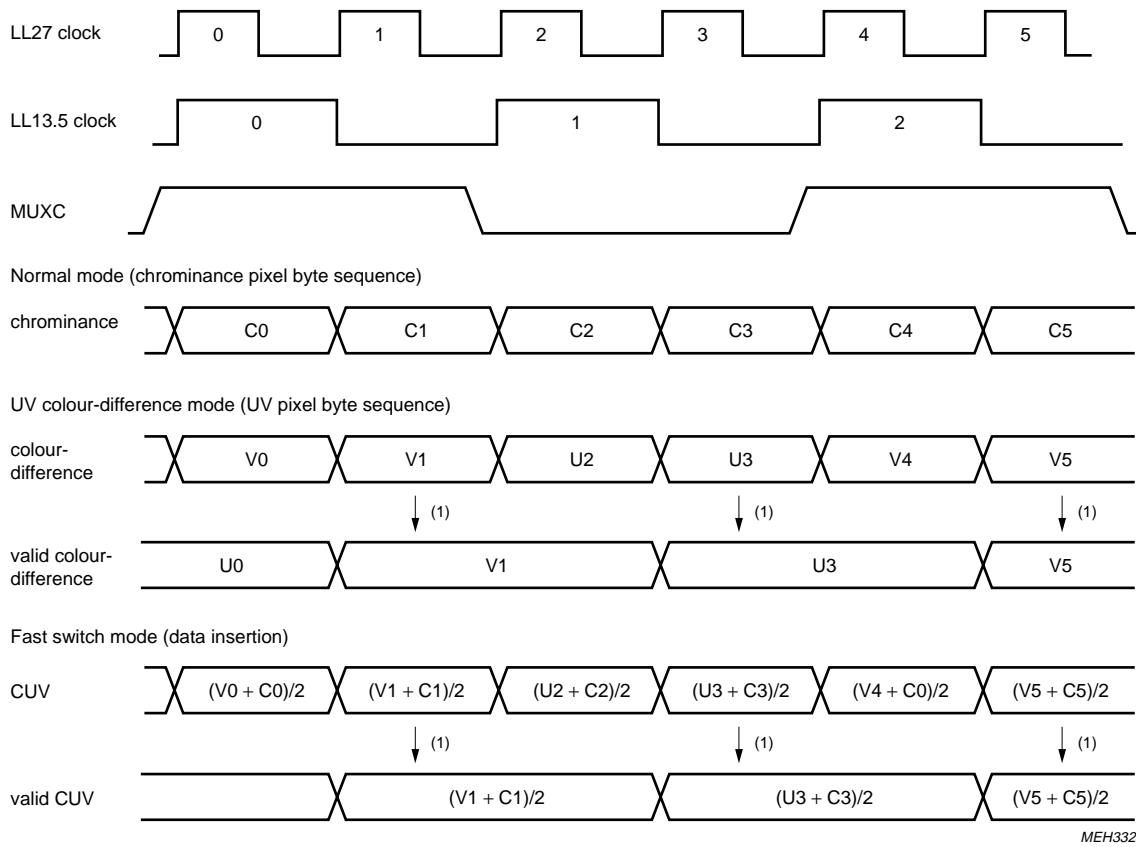 LL27 clock 0 1 2 3 4 5
LL13.5 clock 0 1 2
MUXC
Normal mode (chrominance pixel byte sequence)
chrominance C0 C1 C2 C3 C4 C5
UV colour-difference mode (UV pixel byte sequence)
colour-
difference V0 V1 U2 U3 V4 V5
(1) (1) (1)
valid colour-
difference U0 V1 U3 V5
Fast switch mode (data insertion)
CUV (V0 + C0)/2 (V1 + C1)/2 (U2 + C2)/2 (U3 + C3)/2 (V4 + C0)/2 (V5 + C5)/2
(1) (1) (1)
valid CUV (V1 + C1)/2 (U3 + C3)/2 (V5 + C5)/2
MEH332